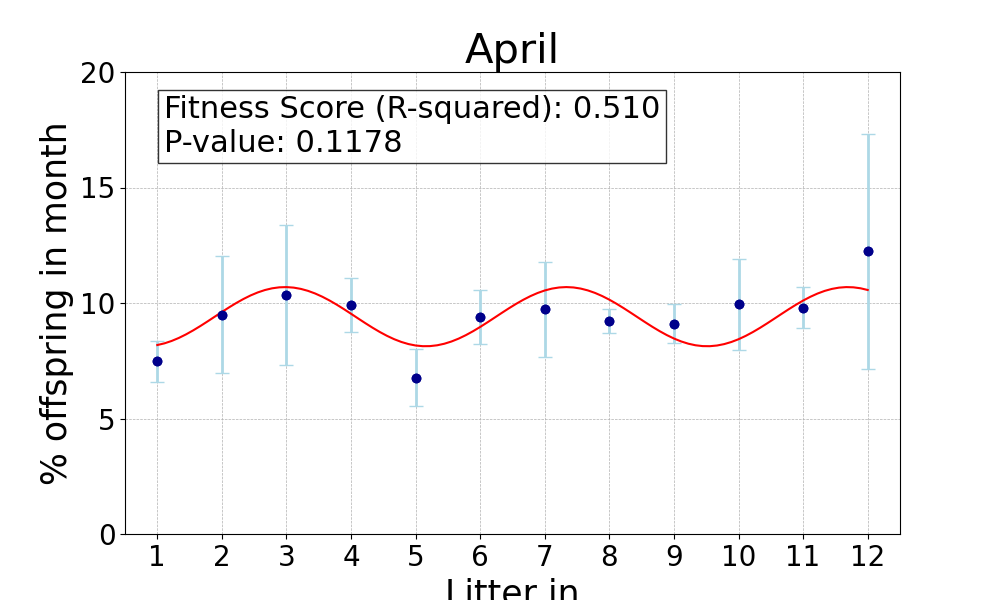 April
Fitness Score (R-squared): 0.510
P-value: 0.1178
% offspring in month
20
15
10
5
0
1 2 3 4 5 6 7 8 9 10 11 12
Litter in